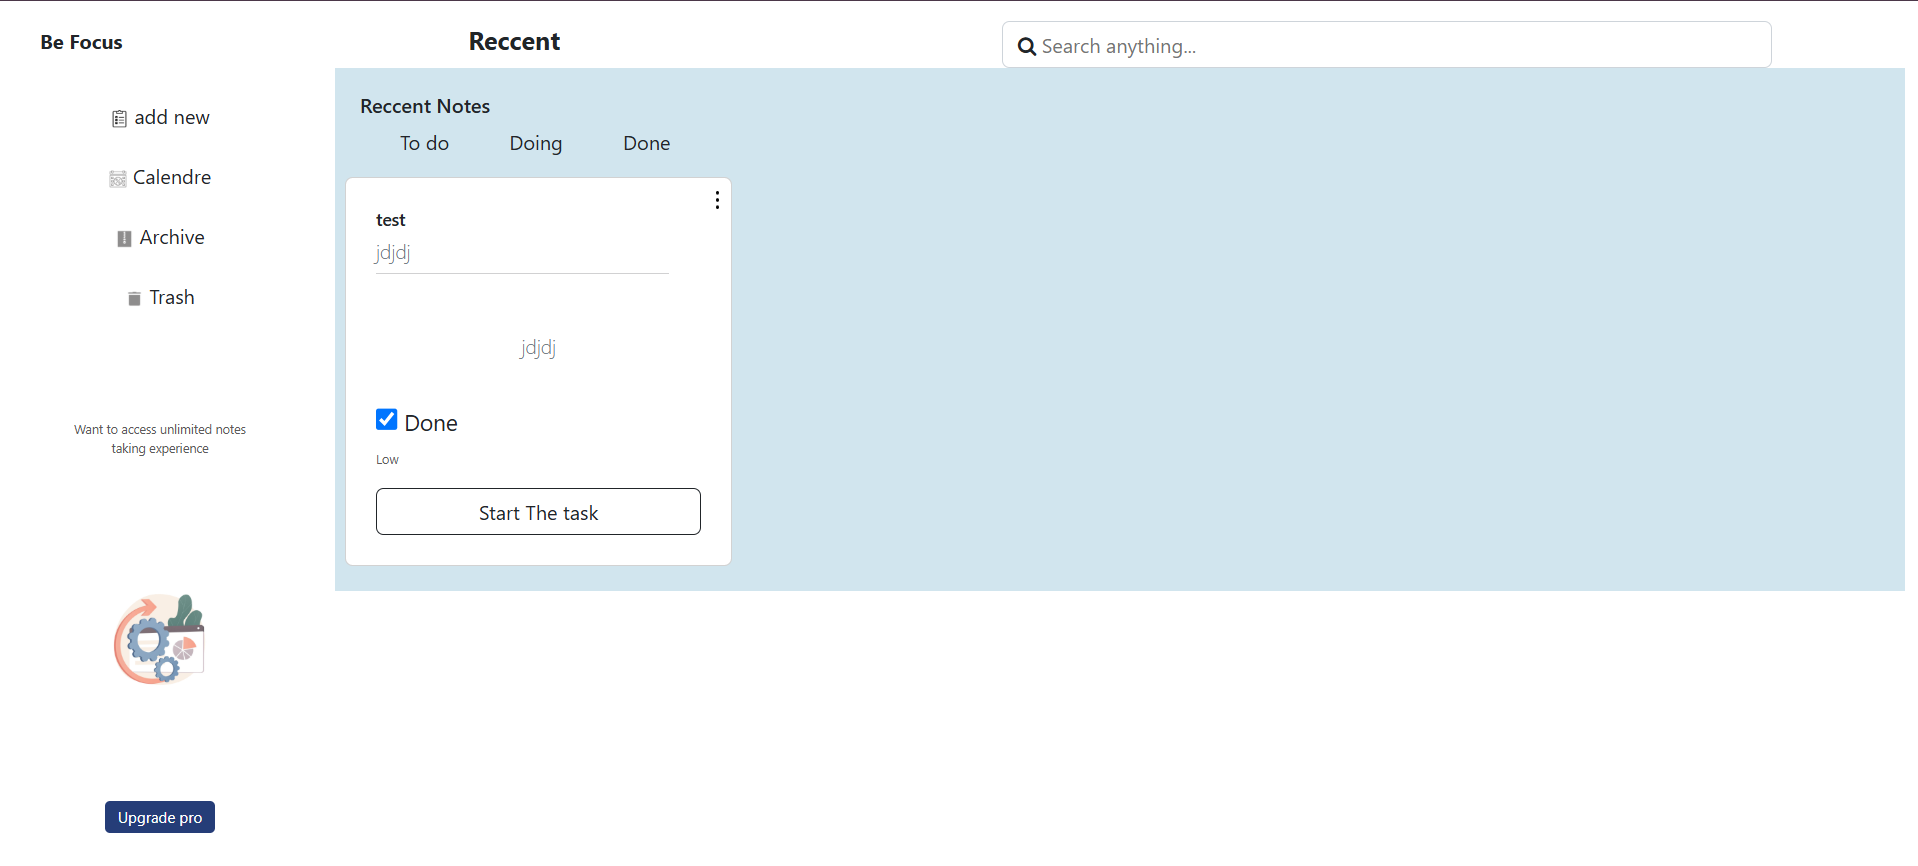 Be Focus
Reccent
Search anything...
add new
Calendre
Archive
Trash
Want to access unlimited notes
taking experience
Upgrade pro
Reccent Notes
To do Doing Done
test
jdjdj
jdjdj
Done
Low
Start The task